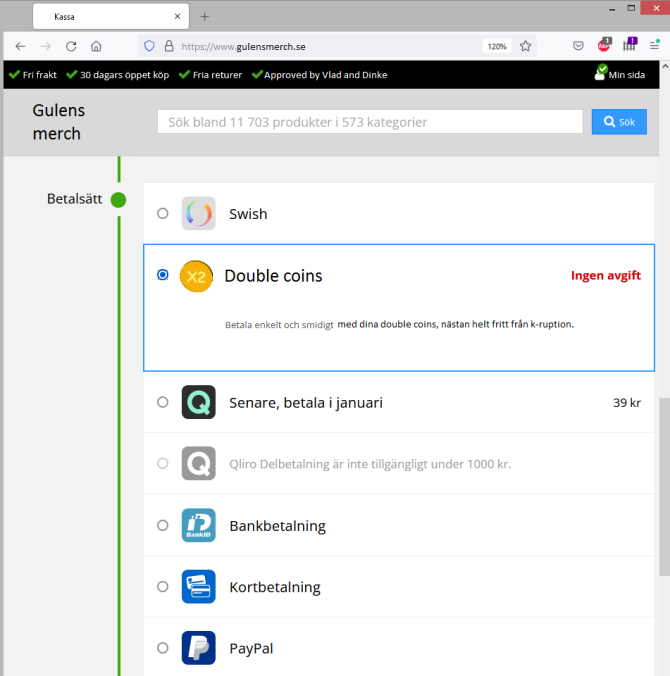 Kassa
https://www.gulensmerch.se
120%
1
Fri frakt 30 dagars öppet köp Fria returer Approved by Vlad and Dinke Min sida
Gulens
merch
Sök bland 11 703 produkter i 573 kategorier
Sök
Betalsätt
Swish
X2
Double coins
Ingen avgift
Betala enkelt och smidigt med dina double coins, nästan helt fritt från k-ruption.
Senare, betala i januari
39 kr
Qliro Delbetalning är inte tillgängligt under 1000 kr.
iD
BankID
Bankbetalning
Kortbetalning
PayPal